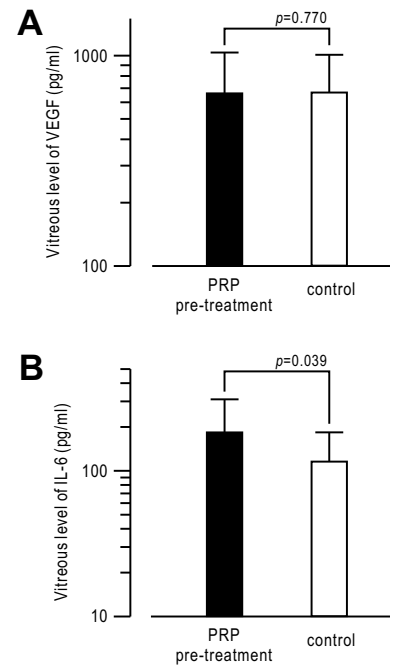 A
p=0.770
1000
Vitreous level of VEGF (pg/ml)
100
PRP
pre-treatment
control
B
p=0.039
Vitreous level of IL-6 (pg/ml)
100
10
PRP
pre-treatment
control